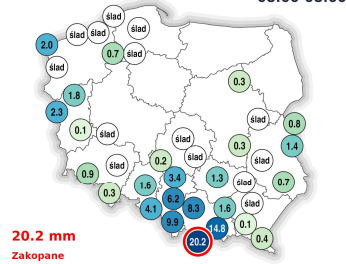 ślad
ślad ślad
2.0 0.7 ślad
ślad
0.3
1.8
2.3
ślad 0.8
0.1 ślad
ślad 0.3 1.4
0.2 ślad ślad
0.9 ślad 3.4 1.3 ślad 0.7
0.3 1.6 6.2
4.1 8.3 1.6 ślad
9.9 14.8 0.1
20.2 0.4
20.2 mm
Zakopane